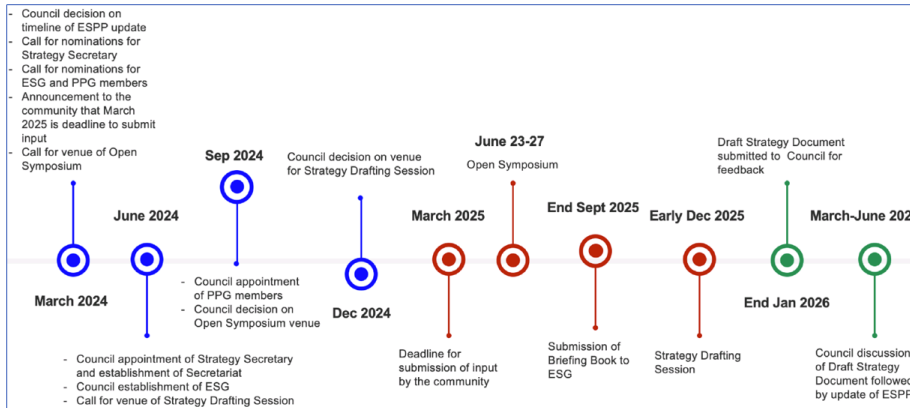 - Council decision on
timeline of ESPP update
- Call for nominations for
Strategy Secretary
- Call for nominations for
ESG and PPG members
- Announcement to the
community that March
2025 is deadline to submit
input
- Call for venue of Open
Symposium
March 2024
June 2024
- Council appointment of Strategy Secretary
and establishment of Secretariat
- Council establishment of ESG
- Call for venue of Strategy Drafting Session
Sep 2024
- Council appointment
of PPG members
- Council decision on
Open Symposium venue
Council decision on venue
for Strategy Drafting Session
Dec 2024
March 2025
Deadline for
submission of input
by the community
June 23-27
Open Symposium
End Sept 2025
Submission of
Briefing Book to
ESG
Early Dec 2025
Strategy Drafting
Session
Draft Strategy Document
submitted to Council for
feedback
End Jan 2026
March-June 202
Council discussion
of Draft Strategy
Document followed
by update of ESPP